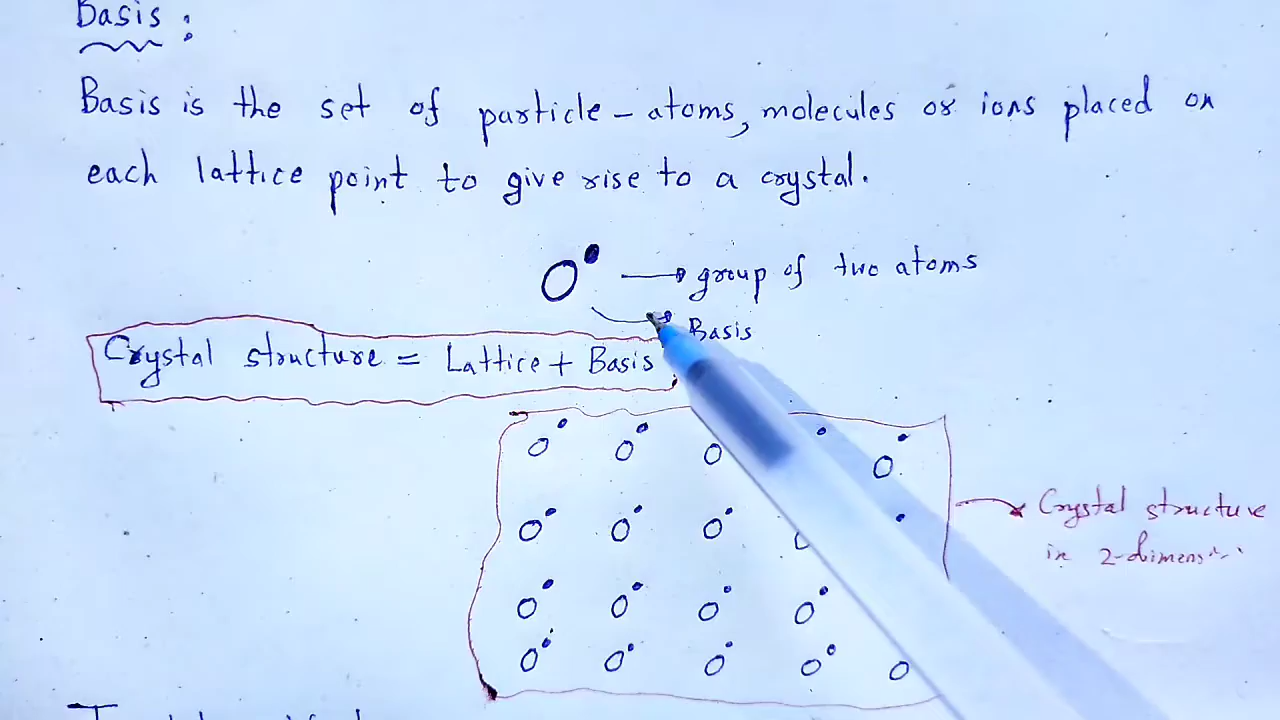 Basis :
Basis is the set of particle - atoms, molecules or ions placed on
each lattice point to give rise to a crystal.
group of two atoms
Basis
Crystal structure = Lattice + Basis
Crystal structure
in 2-dimens